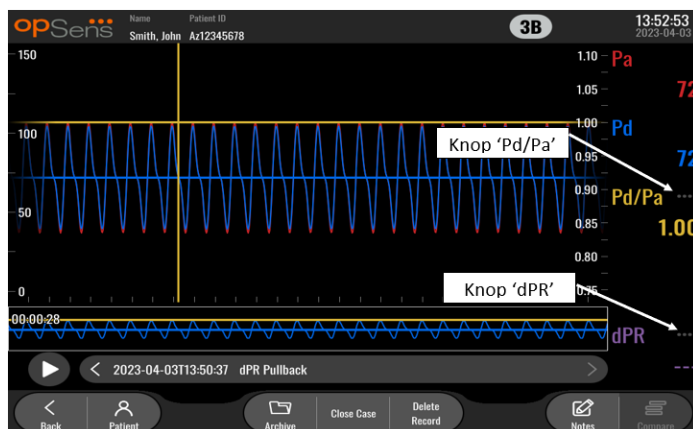 opSens
Name Patient ID
Smith, John Az12345678
3B
13:52:53
2023-04-03
150
100
50
0
1.10
1.05
1.00
0.95
0.90
0.85
0.80
0.75
Pa
72
Pd
72
Knop 'Pd/Pa'
Pd/Pa ---
1.00
Knop 'dPR'
dPR ---
---
00:00:28
< 2023-04-03T13:50:37 dPR Pullback >
Back
Patient
Archive
Close Case
Delete
Record
Notes
Compare